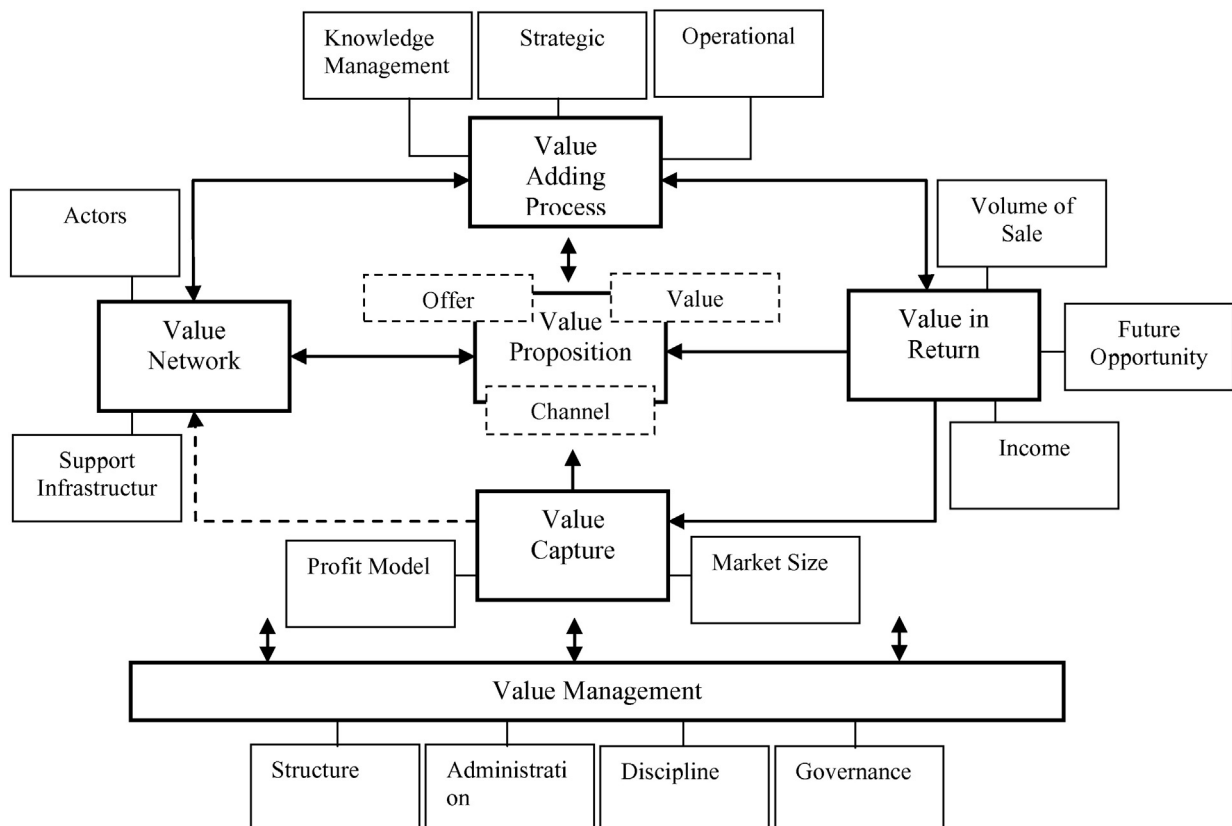 Knowledge
Management
Strategic
Operational
Value
Adding
Process
Actors
Volume of
Sale
Offer
Value
Value
Network
Value
Proposition
Value in
Return
Future
Opportunity
Channel
Support
Infrastructur
Income
Value
Capture
Profit Model
Market Size
Value Management
Structure
Administrati
on
Discipline
Governance